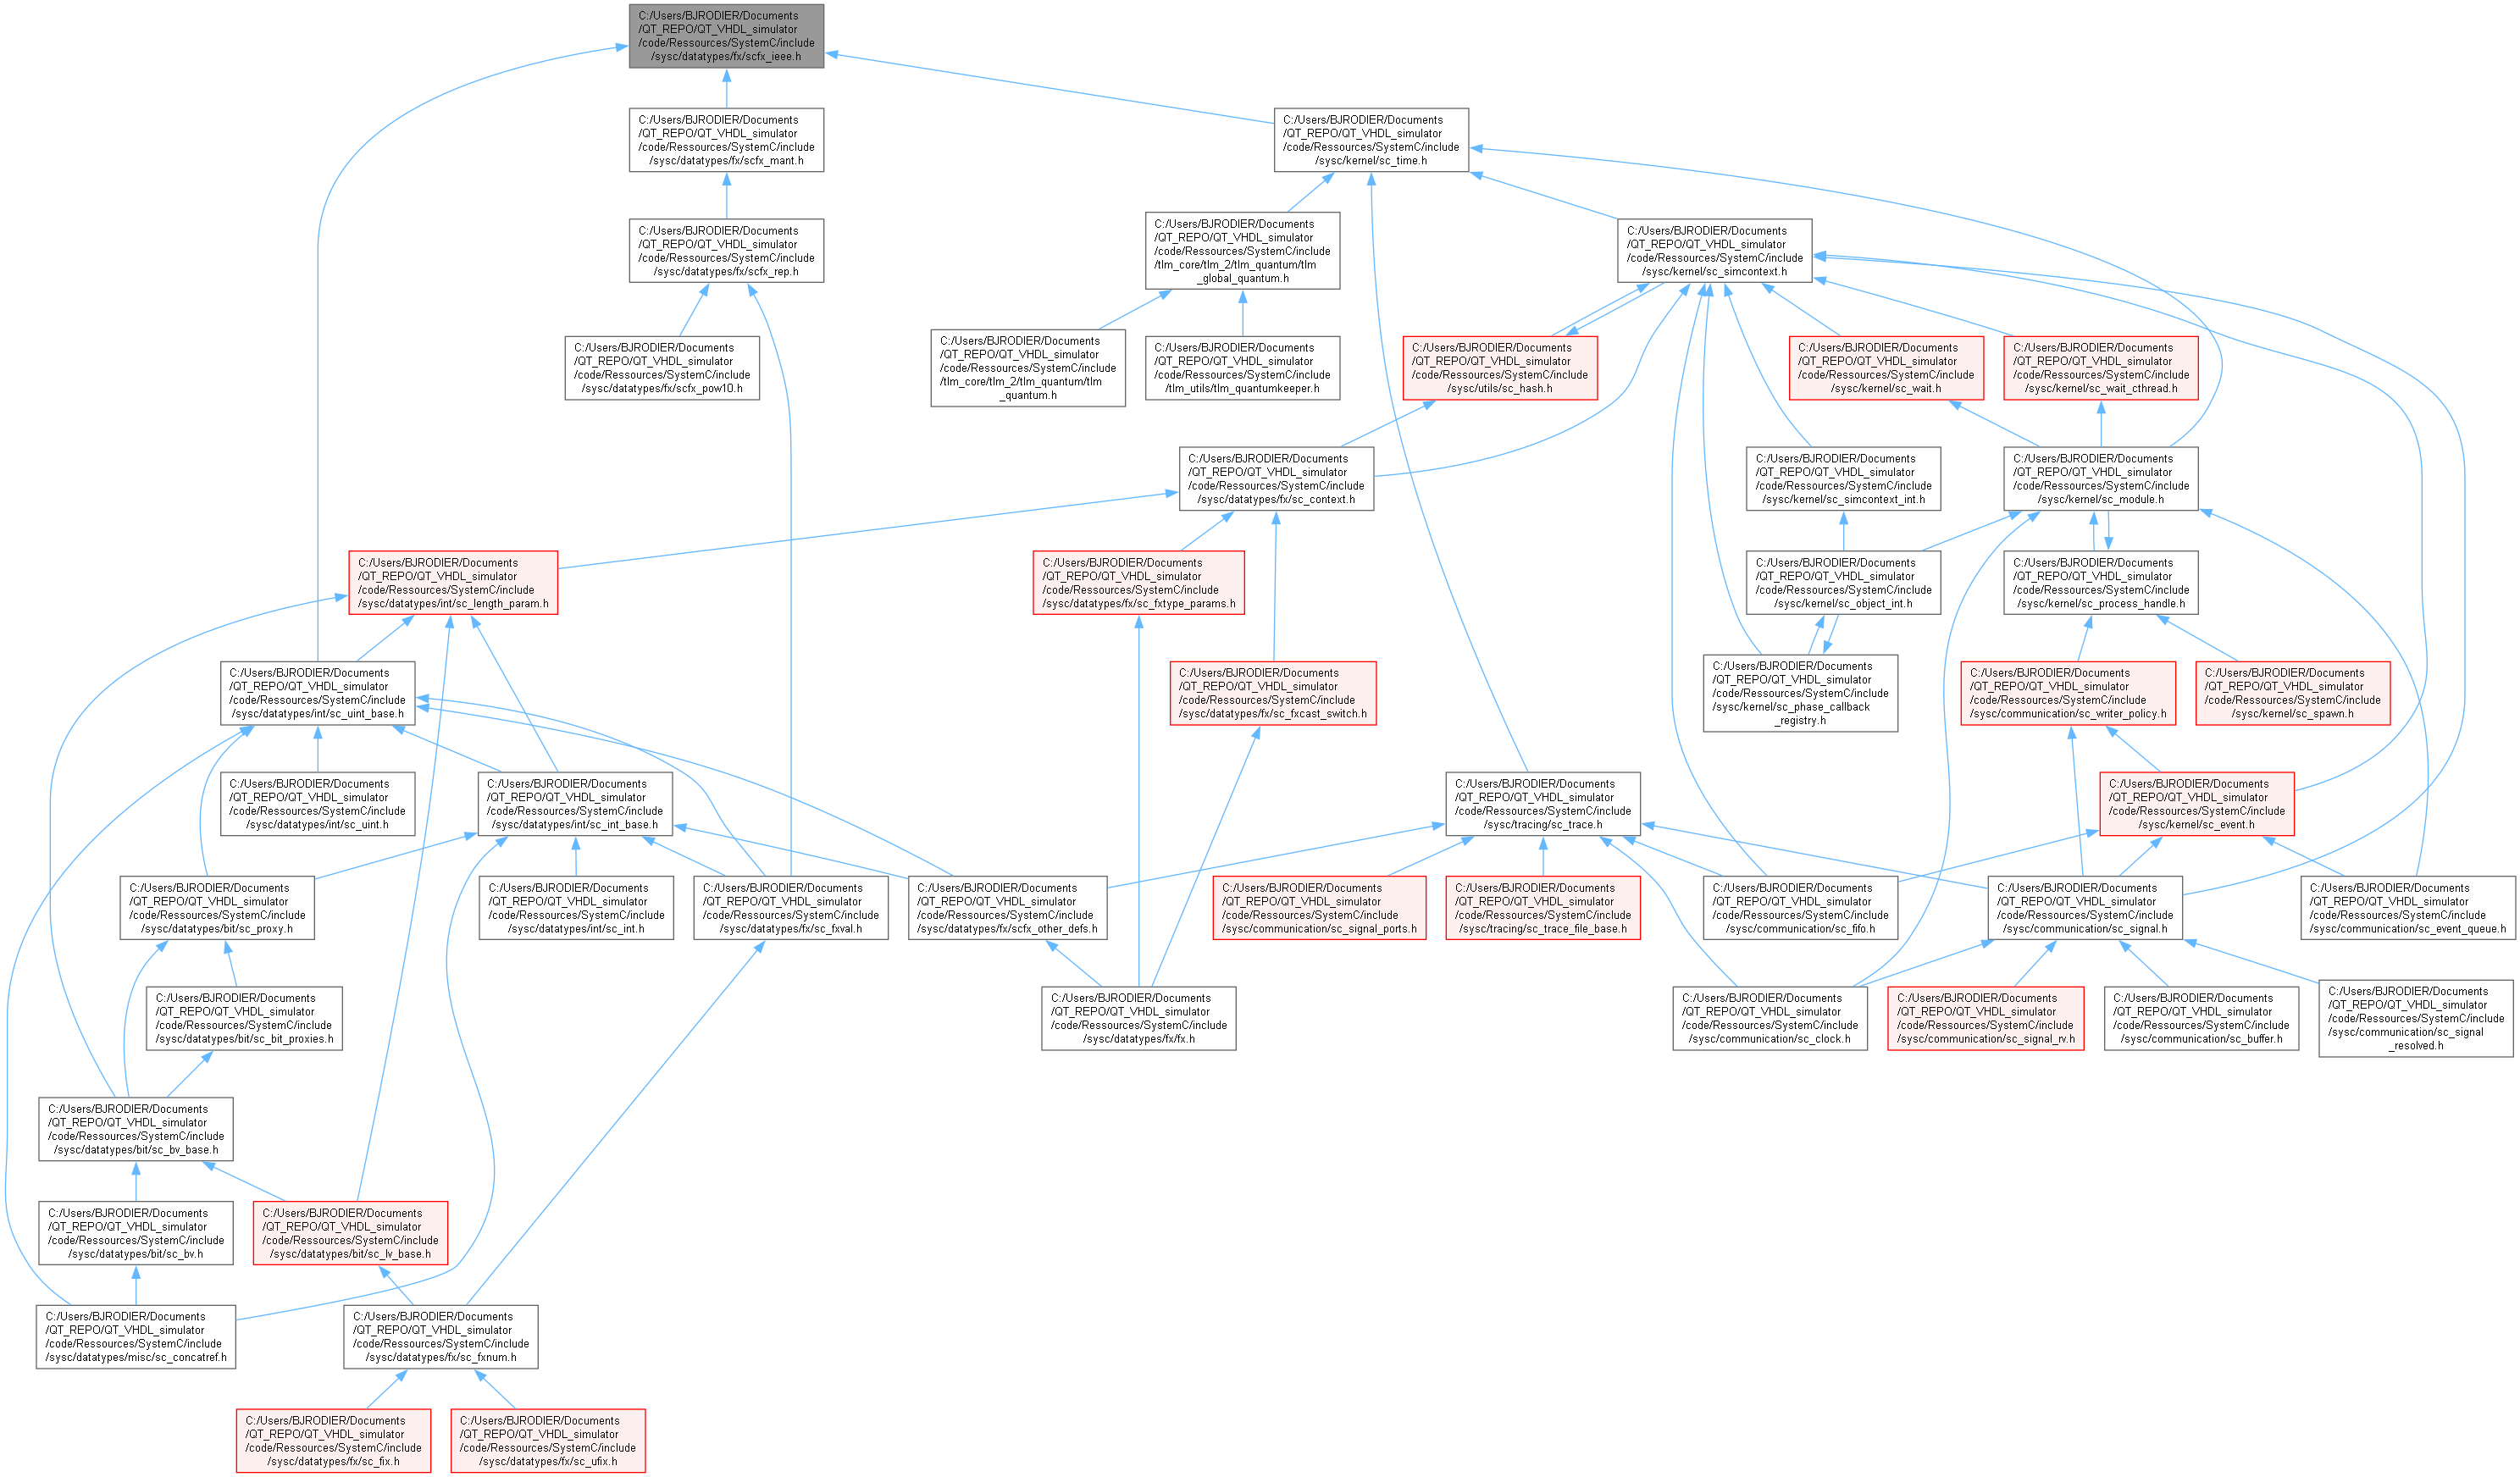 C:/Users/BJRODIER/Documents
/QT_REPO/QT_VHDL_simulator
/code/Ressources/SystemC/include
/sysc/datatypes/fx/scfx_ieee.h
C:/Users/BJRODIER/Documents
/QT_REPO/QT_VHDL_simulator
/code/Ressources/SystemC/include
/sysc/datatypes/fx/scfx_mant.h
C:/Users/BJRODIER/Documents
/QT_REPO/QT_VHDL_simulator
/code/Ressources/SystemC/include
/sysc/kernel/sc_time.h
C:/Users/BJRODIER/Documents
/QT_REPO/QT_VHDL_simulator
/code/Ressources/SystemC/include
/sysc/datatypes/fx/scfx_rep.h
C:/Users/BJRODIER/Documents
/QT_REPO/QT_VHDL_simulator
/code/Ressources/SystemC/include
/tlm_core/tlm_2/tlm_quantum/tlm
_global_quantum.h
C:/Users/BJRODIER/Documents
/QT_REPO/QT_VHDL_simulator
/code/Ressources/SystemC/include
/sysc/kernel/sc_simcontext.h
C:/Users/BJRODIER/Documents
/QT_REPO/QT_VHDL_simulator
/code/Ressources/SystemC/include
/sysc/datatypes/fx/scfx_pow10.h
C:/Users/BJRODIER/Documents
/QT_REPO/QT_VHDL_simulator
/code/Ressources/SystemC/include
/tlm_core/tlm_2/tlm_quantum/tlm
_quantum.h
C:/Users/BJRODIER/Documents
/QT_REPO/QT_VHDL_simulator
/code/Ressources/SystemC/include
/tlm_utils/tlm_quantumkeeper.h
C:/Users/BJRODIER/Documents
/QT_REPO/QT_VHDL_simulator
/code/Ressources/SystemC/include
/sysc/utils/sc_hash.h
C:/Users/BJRODIER/Documents
/QT_REPO/QT_VHDL_simulator
/code/Ressources/SystemC/include
/sysc/kernel/sc_wait.h
C:/Users/BJRODIER/Documents
/QT_REPO/QT_VHDL_simulator
/code/Ressources/SystemC/include
/sysc/kernel/sc_wait_cthread.h
C:/Users/BJRODIER/Documents
/QT_REPO/QT_VHDL_simulator
/code/Ressources/SystemC/include
/sysc/datatypes/fx/sc_context.h
C:/Users/BJRODIER/Documents
/QT_REPO/QT_VHDL_simulator
/code/Ressources/SystemC/include
/sysc/kernel/sc_simcontext_int.h
C:/Users/BJRODIER/Documents
/QT_REPO/QT_VHDL_simulator
/code/Ressources/SystemC/include
/sysc/kernel/sc_module.h
C:/Users/BJRODIER/Documents
/QT_REPO/QT_VHDL_simulator
/code/Ressources/SystemC/include
/sysc/datatypes/int/sc_length_param.h
C:/Users/BJRODIER/Documents
/QT_REPO/QT_VHDL_simulator
/code/Ressources/SystemC/include
/sysc/datatypes/fx/sc_fxtype_params.h
C:/Users/BJRODIER/Documents
/QT_REPO/QT_VHDL_simulator
/code/Ressources/SystemC/include
/sysc/kernel/sc_object_int.h
C:/Users/BJRODIER/Documents
/QT_REPO/QT_VHDL_simulator
/code/Ressources/SystemC/include
/sysc/kernel/sc_process_handle.h
C:/Users/BJRODIER/Documents
/QT_REPO/QT_VHDL_simulator
/code/Ressources/SystemC/include
/sysc/datatypes/int/sc_uint_base.h
C:/Users/BJRODIER/Documents
/QT_REPO/QT_VHDL_simulator
/code/Ressources/SystemC/include
/sysc/datatypes/fx/sc_fxcast_switch.h
C:/Users/BJRODIER/Documents
/QT_REPO/QT_VHDL_simulator
/code/Ressources/SystemC/include
/sysc/kernel/sc_phase_callback
_registry.h
C:/Users/BJRODIER/Documents
/QT_REPO/QT_VHDL_simulator
/code/Ressources/SystemC/include
/sysc/communication/sc_writer_policy.h
C:/Users/BJRODIER/Documents
/QT_REPO/QT_VHDL_simulator
/code/Ressources/SystemC/include
/sysc/kernel/sc_spawn.h
C:/Users/BJRODIER/Documents
/QT_REPO/QT_VHDL_simulator
/code/Ressources/SystemC/include
/sysc/datatypes/int/sc_uint.h
C:/Users/BJRODIER/Documents
/QT_REPO/QT_VHDL_simulator
/code/Ressources/SystemC/include
/sysc/datatypes/int/sc_int_base.h
C:/Users/BJRODIER/Documents
/QT_REPO/QT_VHDL_simulator
/code/Ressources/SystemC/include
/sysc/tracing/sc_trace.h
C:/Users/BJRODIER/Documents
/QT_REPO/QT_VHDL_simulator
/code/Ressources/SystemC/include
/sysc/kernel/sc_event.h
C:/Users/BJRODIER/Documents
/QT_REPO/QT_VHDL_simulator
/code/Ressources/SystemC/include
/sysc/datatypes/bit/sc_proxy.h
C:/Users/BJRODIER/Documents
/QT_REPO/QT_VHDL_simulator
/code/Ressources/SystemC/include
/sysc/datatypes/int/sc_int.h
C:/Users/BJRODIER/Documents
/QT_REPO/QT_VHDL_simulator
/code/Ressources/SystemC/include
/sysc/datatypes/fx/sc_fxval.h
C:/Users/BJRODIER/Documents
/QT_REPO/QT_VHDL_simulator
/code/Ressources/SystemC/include
/sysc/datatypes/fx/scfx_other_defs.h
C:/Users/BJRODIER/Documents
/QT_REPO/QT_VHDL_simulator
/code/Ressources/SystemC/include
/sysc/communication/sc_signal_ports.h
C:/Users/BJRODIER/Documents
/QT_REPO/QT_VHDL_simulator
/code/Ressources/SystemC/include
/sysc/tracing/sc_trace_file_base.h
C:/Users/BJRODIER/Documents
/QT_REPO/QT_VHDL_simulator
/code/Ressources/SystemC/include
/sysc/communication/sc_fifo.h
C:/Users/BJRODIER/Documents
/QT_REPO/QT_VHDL_simulator
/code/Ressources/SystemC/include
/sysc/communication/sc_signal.h
C:/Users/BJRODIER/Documents
/QT_REPO/QT_VHDL_simulator
/code/Ressources/SystemC/include
/sysc/communication/sc_event_queue.h
C:/Users/BJRODIER/Documents
/QT_REPO/QT_VHDL_simulator
/code/Ressources/SystemC/include
/sysc/datatypes/bit/sc_bit_proxies.h
C:/Users/BJRODIER/Documents
/QT_REPO/QT_VHDL_simulator
/code/Ressources/SystemC/include
/sysc/datatypes/fx/fx.h
C:/Users/BJRODIER/Documents
/QT_REPO/QT_VHDL_simulator
/code/Ressources/SystemC/include
/sysc/communication/sc_clock.h
C:/Users/BJRODIER/Documents
/QT_REPO/QT_VHDL_simulator
/code/Ressources/SystemC/include
/sysc/communication/sc_signal_rv.h
C:/Users/BJRODIER/Documents
/QT_REPO/QT_VHDL_simulator
/code/Ressources/SystemC/include
/sysc/communication/sc_buffer.h
C:/Users/BJRODIER/Documents
/QT_REPO/QT_VHDL_simulator
/code/Ressources/SystemC/include
/sysc/communication/sc_signal
_resolved.h
C:/Users/BJRODIER/Documents
/QT_REPO/QT_VHDL_simulator
/code/Ressources/SystemC/include
/sysc/datatypes/bit/sc_bv_base.h
C:/Users/BJRODIER/Documents
/QT_REPO/QT_VHDL_simulator
/code/Ressources/SystemC/include
/sysc/datatypes/bit/sc_bv.h
C:/Users/BJRODIER/Documents
/QT_REPO/QT_VHDL_simulator
/code/Ressources/SystemC/include
/sysc/datatypes/bit/sc_lv_base.h
C:/Users/BJRODIER/Documents
/QT_REPO/QT_VHDL_simulator
/code/Ressources/SystemC/include
/sysc/datatypes/misc/sc_concatref.h
C:/Users/BJRODIER/Documents
/QT_REPO/QT_VHDL_simulator
/code/Ressources/SystemC/include
/sysc/datatypes/fx/sc_fxnum.h
C:/Users/BJRODIER/Documents
/QT_REPO/QT_VHDL_simulator
/code/Ressources/SystemC/include
/sysc/datatypes/fx/sc_fix.h
C:/Users/BJRODIER/Documents
/QT_REPO/QT_VHDL_simulator
/code/Ressources/SystemC/include
/sysc/datatypes/fx/sc_ufix.h